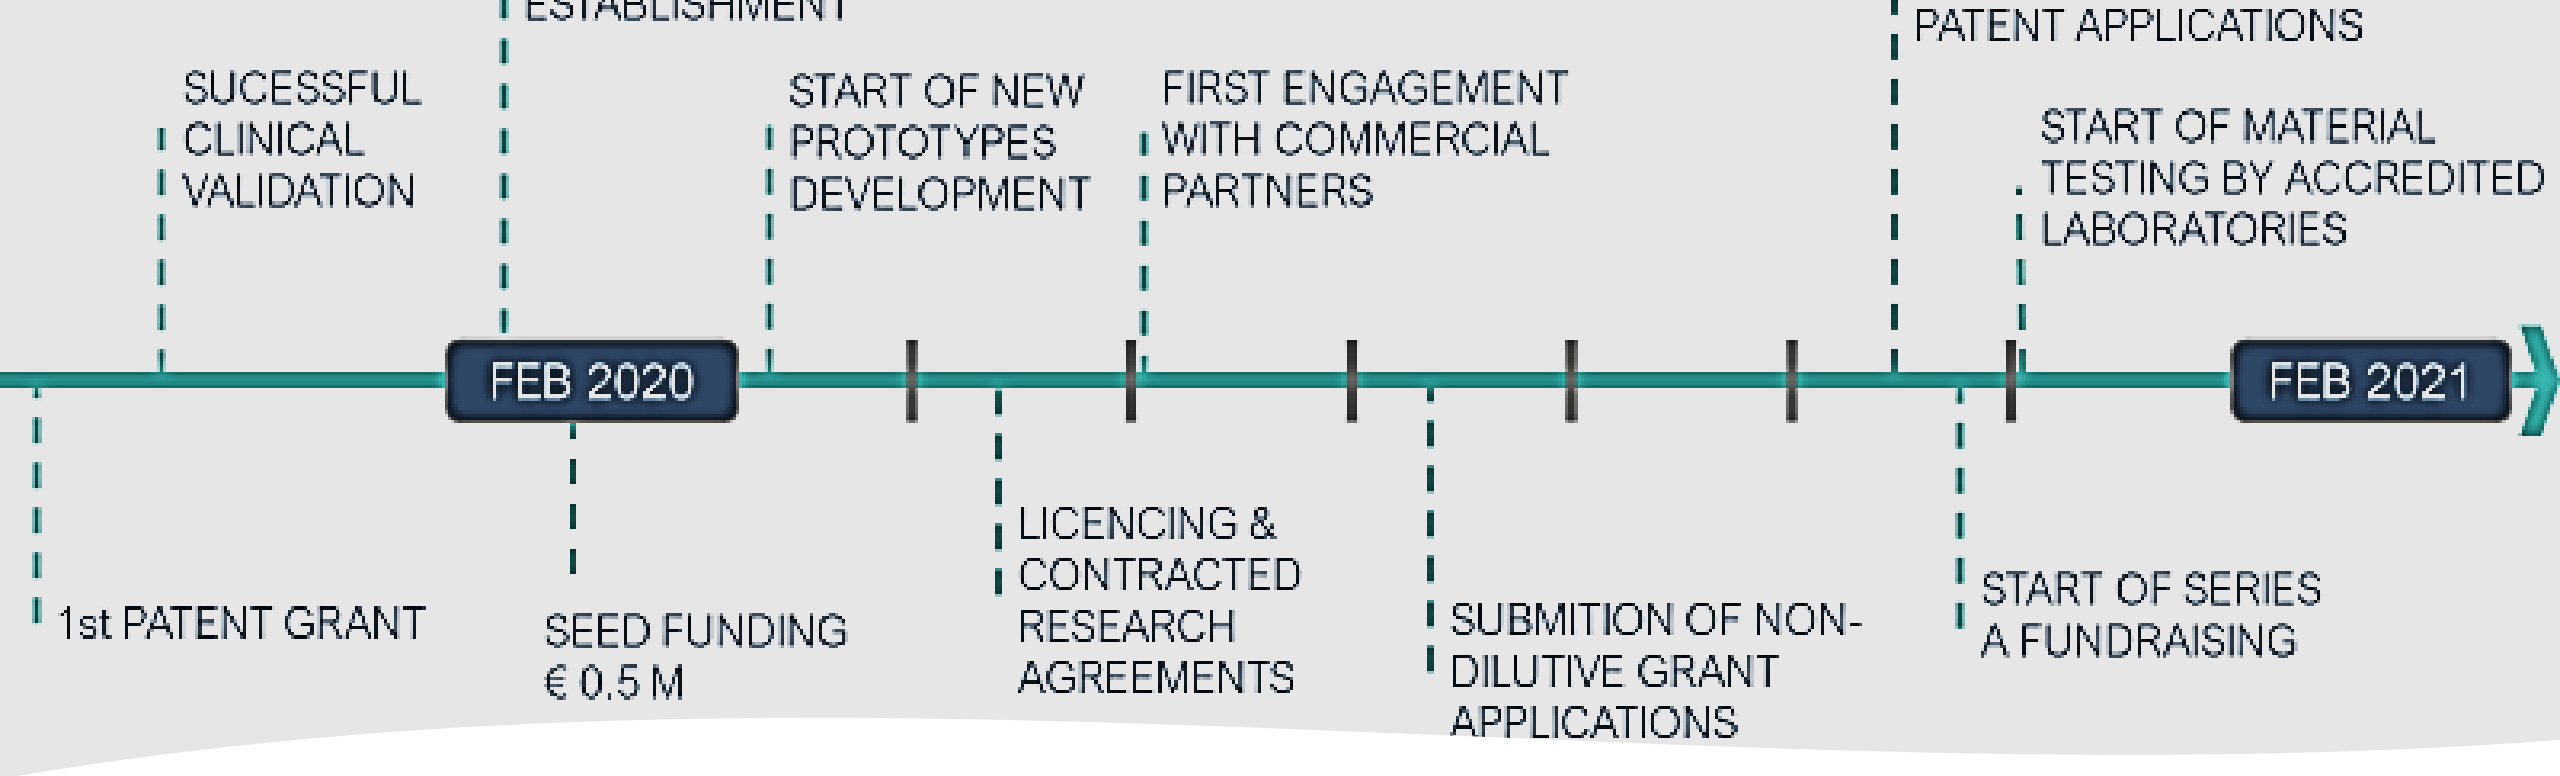 ESTABLISHMENT
PATENT APPLICATIONS
SUCESSFUL
CLINICAL
VALIDATION
START OF NEW
PROTOTYPES
DEVELOPMENT
FIRST ENGAGEMENT
WITH COMMERCIAL
PARTNERS
START OF MATERIAL
TESTING BY ACCREDITED
LABORATORIES
FEB 2020
FEB 2021
1st PATENT GRANT
SEED FUNDING
€ 0.5 M
LICENCING &
CONTRACTED
RESEARCH
AGREEMENTS
SUBMITION OF NON-
DILUTIVE GRANT
APPLICATIONS
START OF SERIES
A FUNDRAISING